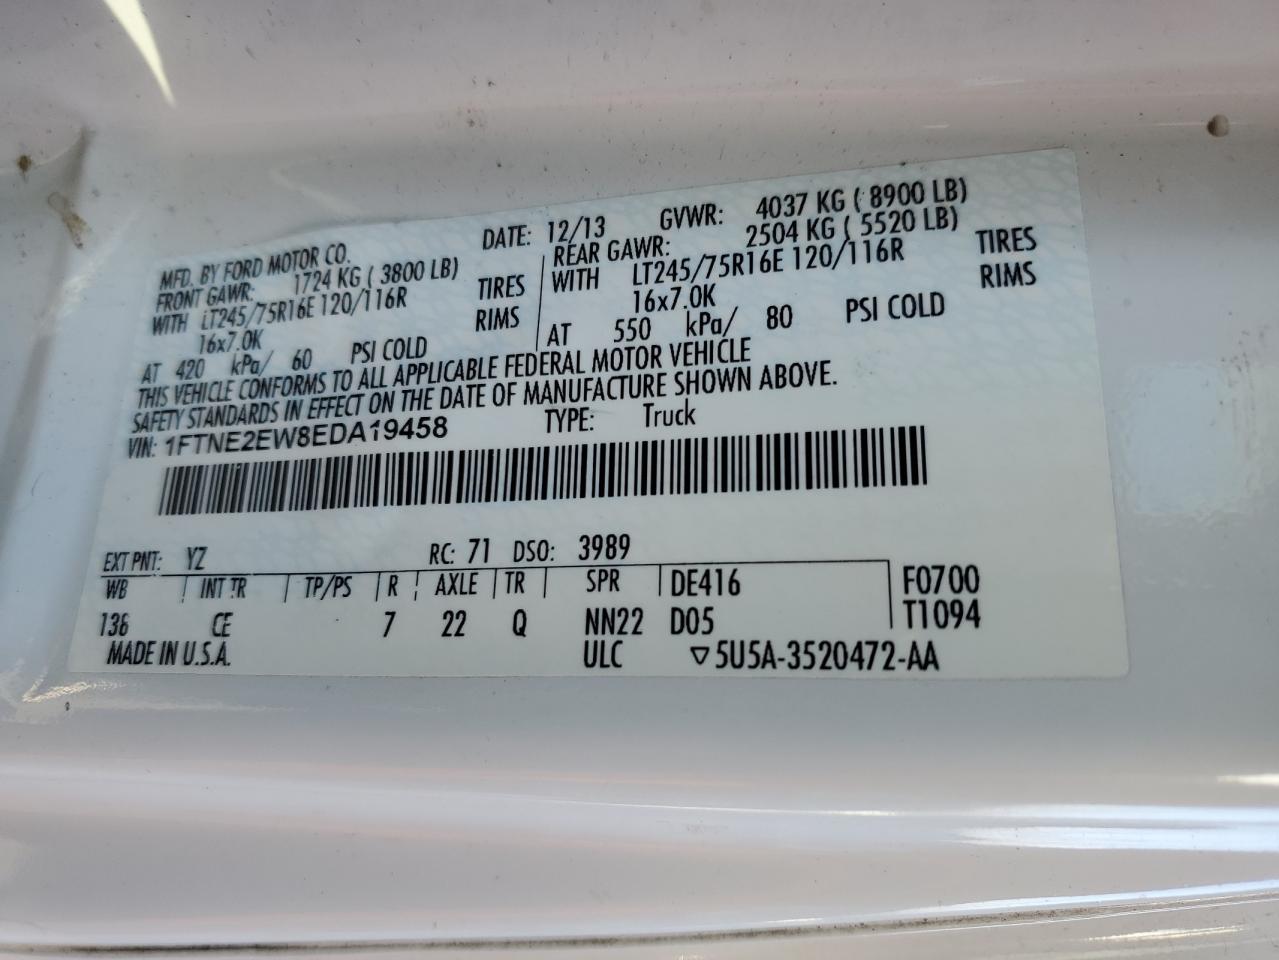 MFD. BY FORD MOTOR CO. DATE: 12/13 GVWR: 4037 KG ( 8900 LB)
FRONT GAWR: 1724 KG ( 3800 LB) REAR GAWR: 2504 KG ( 5520 LB)
WITH LT245/75R16E 120/116R TIRES WITH LT245/75R16E 120/116R TIRES
16x7.0K RIMS 16x7.0K RIMS
AT 420 kPa/ 60 PSI COLD AT 550 kPa/ 80 PSI COLD
THIS VEHICLE CONFORMS TO ALL APPLICABLE FEDERAL MOTOR VEHICLE
SAFETY STANDARDS IN EFFECT ON THE DATE OF MANUFACTURE SHOWN ABOVE.
VIN: 1FTNE2EW8EDA19458 TYPE: Truck
EXT PNT: YZ RC: 71 DSO: 3989
WB INT TR TP/PS R AXLE TR SPR DE416 F0700
138 CE 7 22 Q NN22 D05 T1094
MADE IN U.S.A. ULC ▽5U5A-3520472-AA